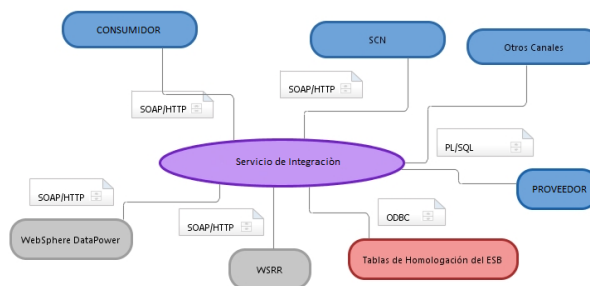 CONSUMIDOR
SCN
Otros Canales
SOAP/HTTP
SOAP/HTTP
PL/SQL
Servicio de Integraciòn
SOAP/HTTP
PROVEEDOR
SOAP/HTTP
ODBC
WebSphere DataPower
WSRR
Tablas de Homologación del ESB